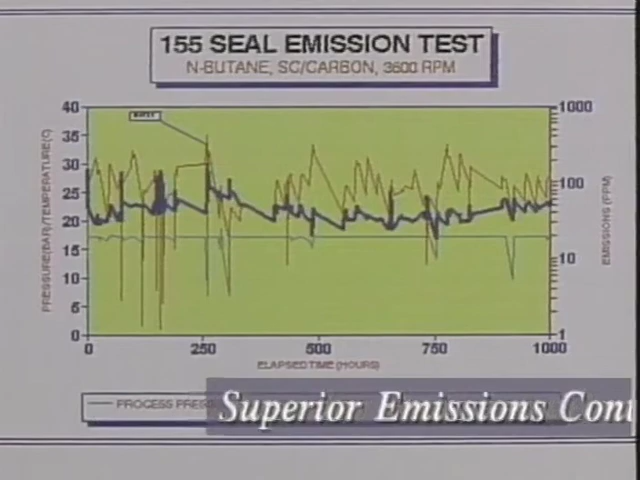 155 SEAL EMISSION TEST
N-BUTANE, SC/CARBON, 3600 RPM
40
35
30
25
20
15
10
5
0
1000
100
10
1
0
250
500
750
1000
PRESSURE(BAR)/TEMPERATURE(C)
EMISSIONS (PPM)
ELAPSED TIME (HOURS)
PROCESS PRESS
Superior Emissions Cont